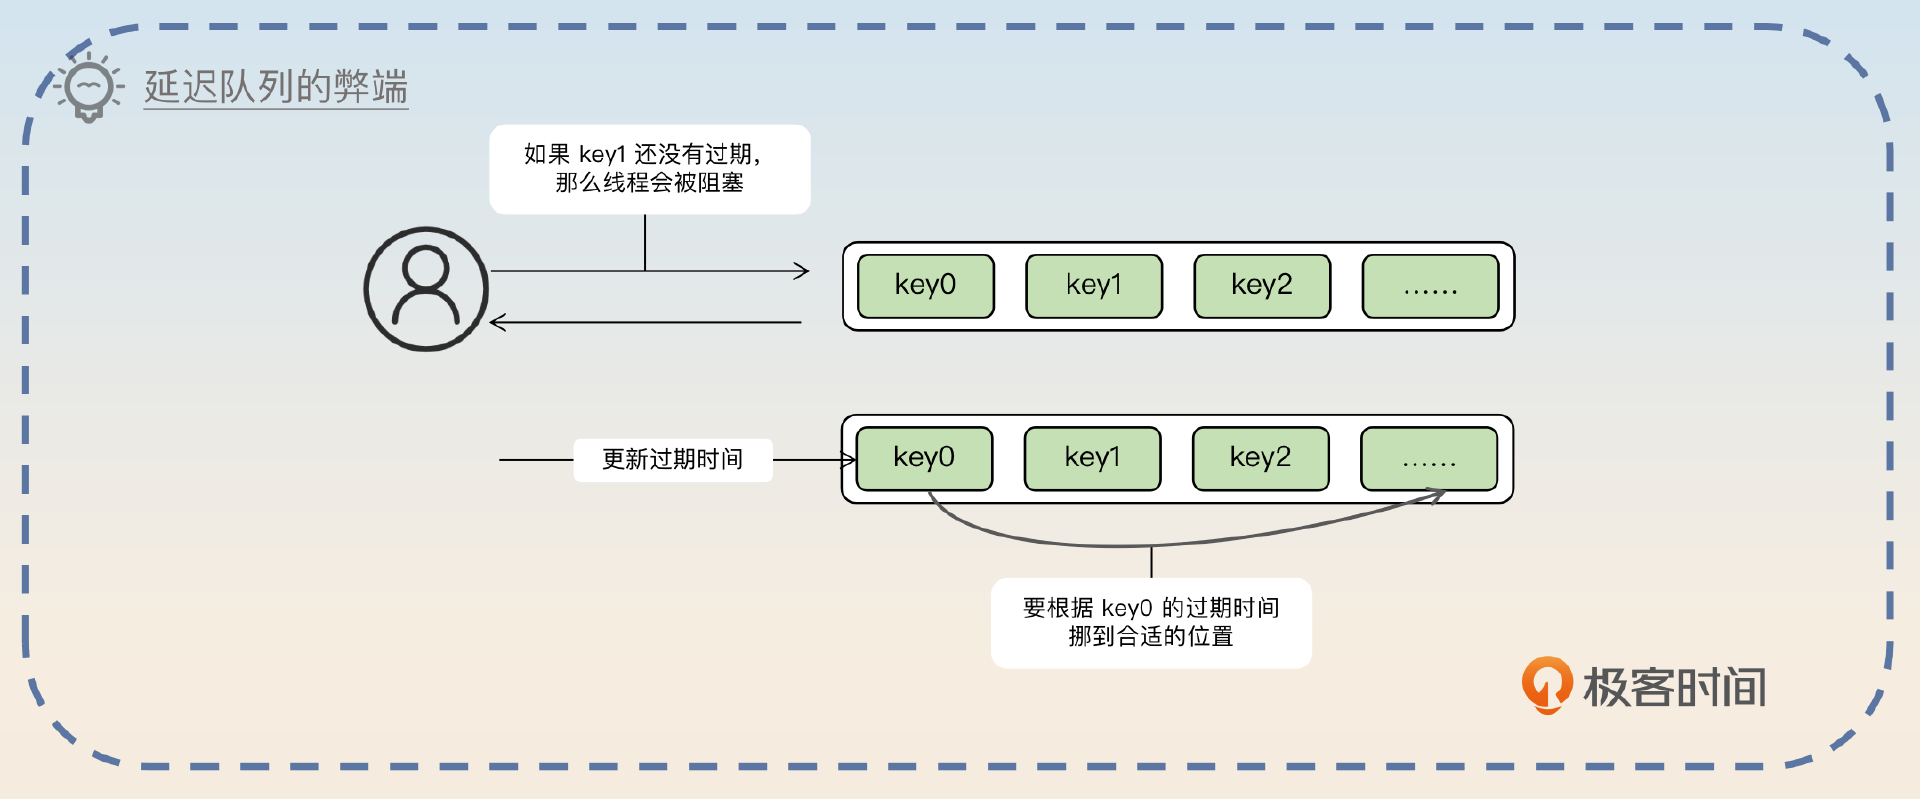 延迟队列的弊端
如果 key1 还没有过期，
那么线程会被阻塞
key0
key1
key2
......
更新过期时间
key0
key1
key2
......
要根据 key0 的过期时间
挪到合适的位置
极客时间